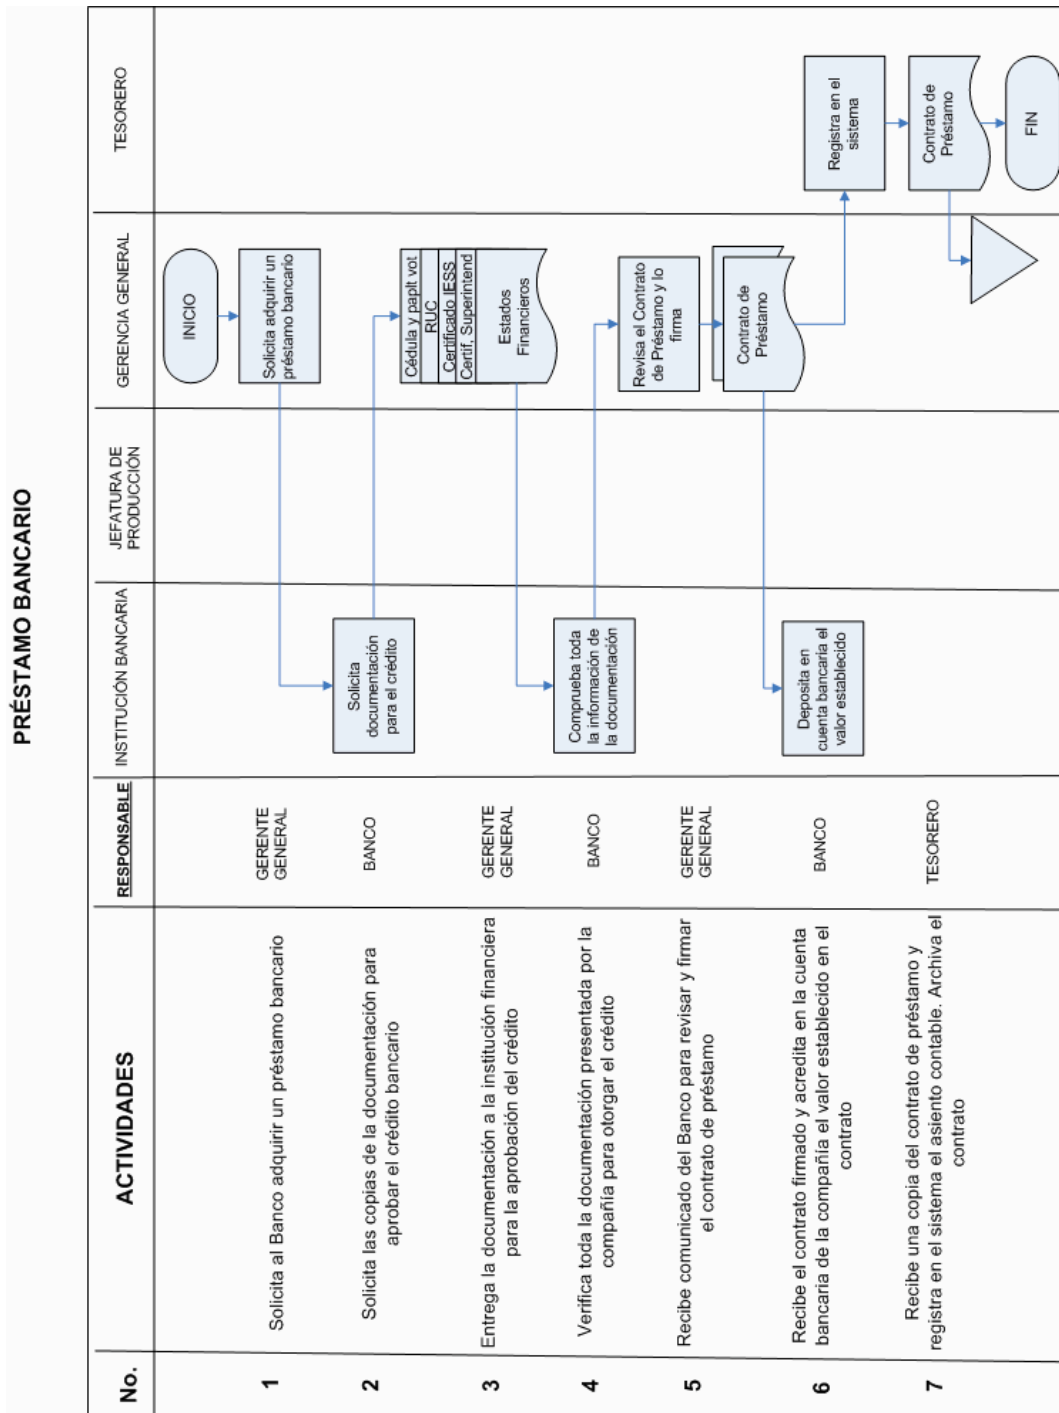 PRÉSTAMO BANCARIO
No.
ACTIVIDADES
RESPONSABLE
INSTITUCIÓN BANCARIA
JEFATURA DE
PRODUCCIÓN
GERENCIA GENERAL
TESORERO
INICIO
1
Solicita al Banco adquirir un préstamo bancario
GERENTE
GENERAL
Solicita adquirir un
préstamo bancario
2
Solicita las copias de la documentación para
aprobar el crédito bancario
BANCO
Solicita
documentación
para el crédito
3
Entrega la documentación a la institución financiera
para la aprobación del crédito
GERENTE
GENERAL
Cédula y paplt vot
RUC
Certificado IESS
Certif, Superintend
Estados
Financieros
4
Verifica toda la documentación presentada por la
compañía para otorgar el crédito
BANCO
Comprueba toda
la información de
la documentación
5
Recibe comunicado del Banco para revisar y firmar
el contrato de préstamo
GERENTE
GENERAL
Revisa el Contrato
de Préstamo y lo
firma
Contrato de
Préstamo
6
Recibe el contrato firmado y acredita en la cuenta
bancaria de la compañía el valor establecido en el
contrato
BANCO
Deposita en
cuenta bancaria el
valor establecido
Registra en el
sistema
7
Recibe una copia del contrato de préstamo y
registra en el sistema el asiento contable. Archiva el
contrato
TESORERO
Contrato de
Préstamo
FIN